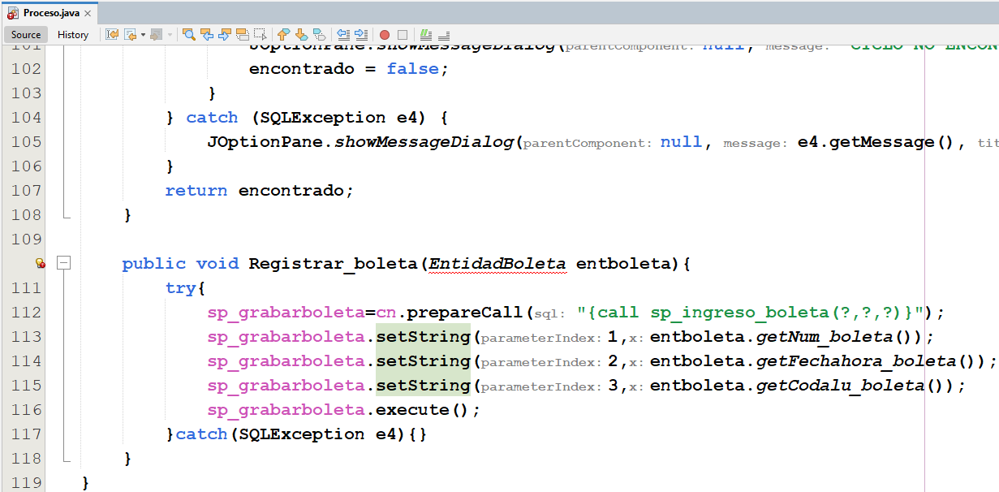 Proceso.java
Source History
101 JOptionPane.showMessageDialog(parentComponent: null, message: "CICLO NO ENCON
102 encontrado = false;
103 }
104 } catch (SQLException e4) {
105 JOptionPane.showMessageDialog(parentComponent: null, message: e4.getMessage(), tit
106 }
107 return encontrado;
108 }
109
public void Registrar_boleta(EntidadBoleta entboleta){
111 try{
112 sp_grabarboleta=cn.prepareCall(sql: "{call sp_ingreso_boleta(?,?,?)}");
113 sp_grabarboleta.setString(parameterIndex: 1,x: entboleta.getNum_boleta());
114 sp_grabarboleta.setString(parameterIndex: 2,x: entboleta.getFechahora_boleta());
115 sp_grabarboleta.setString(parameterIndex: 3,x: entboleta.getCodalu_boleta());
116 sp_grabarboleta.execute();
117 }catch(SQLException e4){}
118 }
119 }